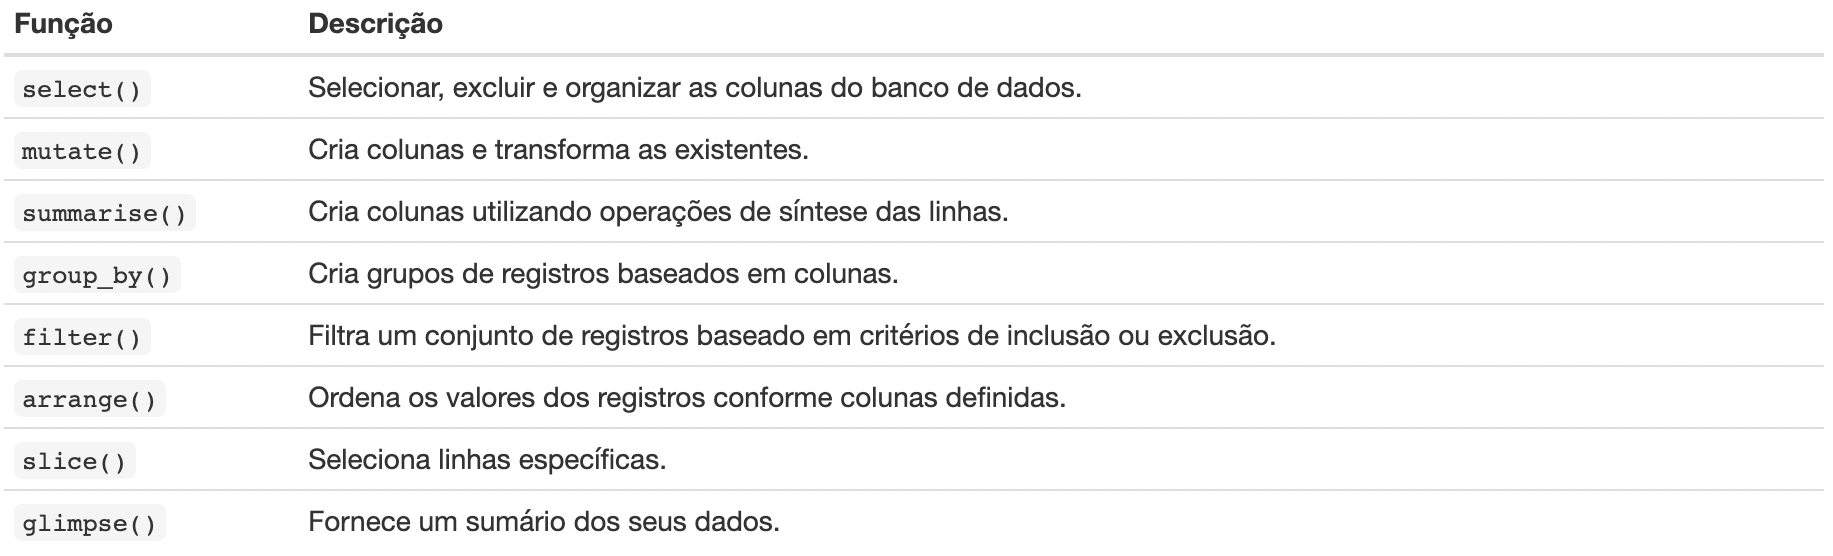 Função Descrição
select() Selecionar, excluir e organizar as colunas do banco de dados.
mutate() Cria colunas e transforma as existentes.
summarise() Cria colunas utilizando operações de síntese das linhas.
group_by() Cria grupos de registros baseados em colunas.
filter() Filtra um conjunto de registros baseado em critérios de inclusão ou exclusão.
arrange() Ordena os valores dos registros conforme colunas definidas.
slice() Seleciona linhas específicas.
glimpse() Fornece um sumário dos seus dados.